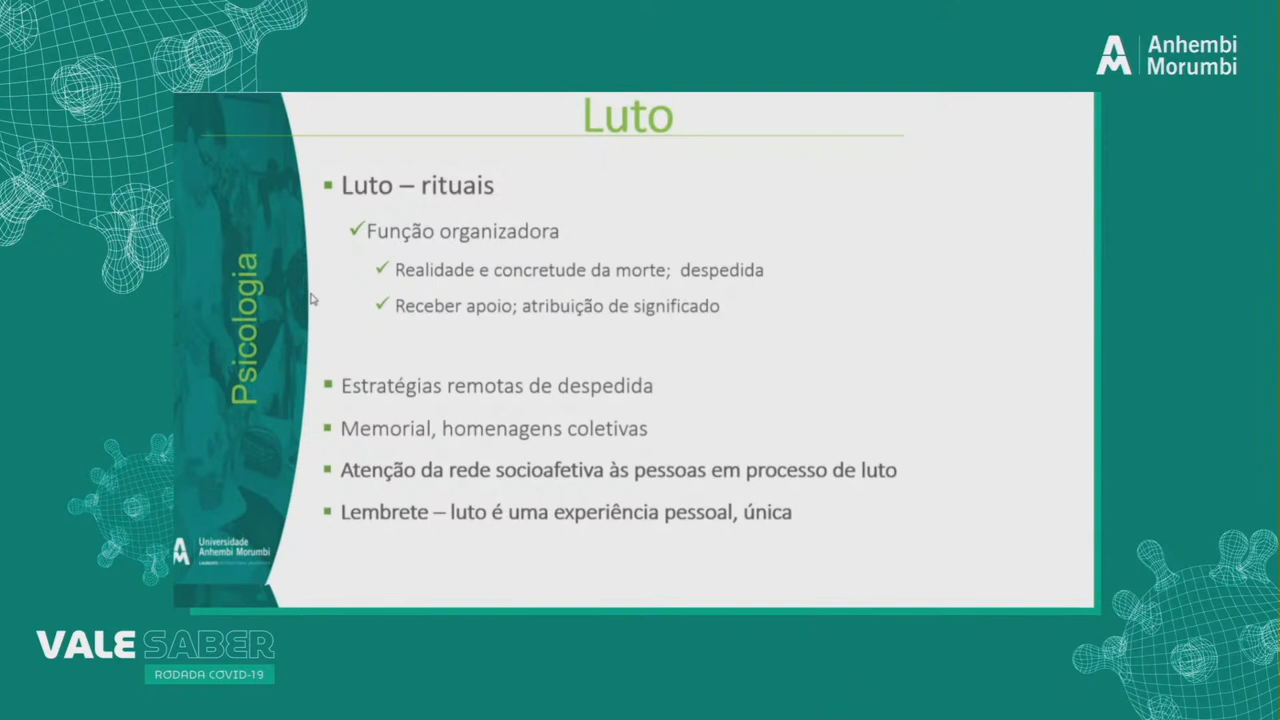 Anhembi
Morumbi
Luto
Luto – rituais
Função organizadora
Realidade e concretude da morte; despedida
Receber apoio; atribuição de significado
Psicologia
Estratégias remotas de despedida
Memorial, homenagens coletivas
Atenção da rede socioafetiva às pessoas em processo de luto
Lembrete – luto é uma experiência pessoal, única
Universidade
Anhembi Morumbi
VALE SABER
RODADA COVID-19